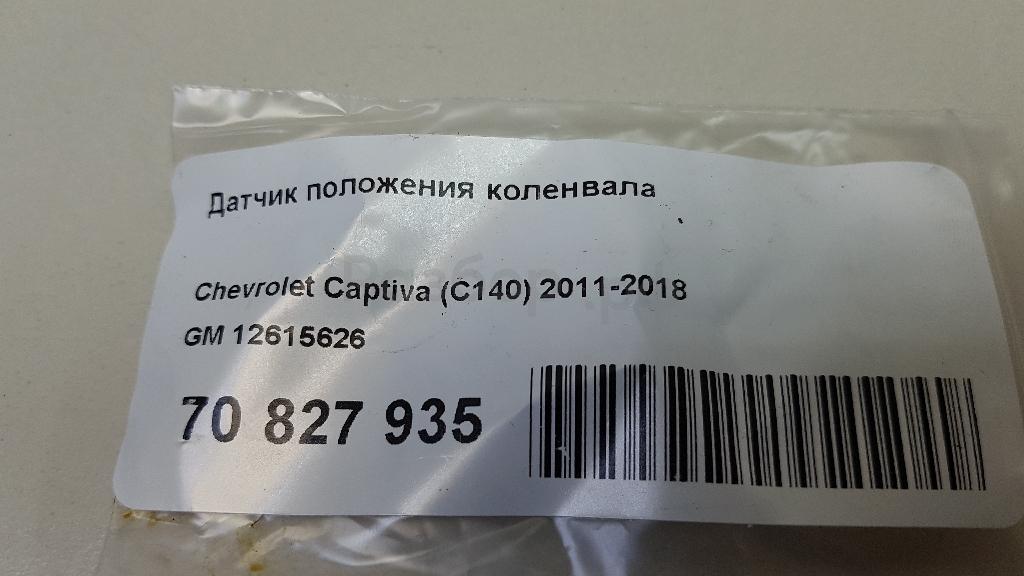 Датчик положения коленвала
Chevrolet Captiva (C140) 2011-2018
GM 12615626
70 827 935